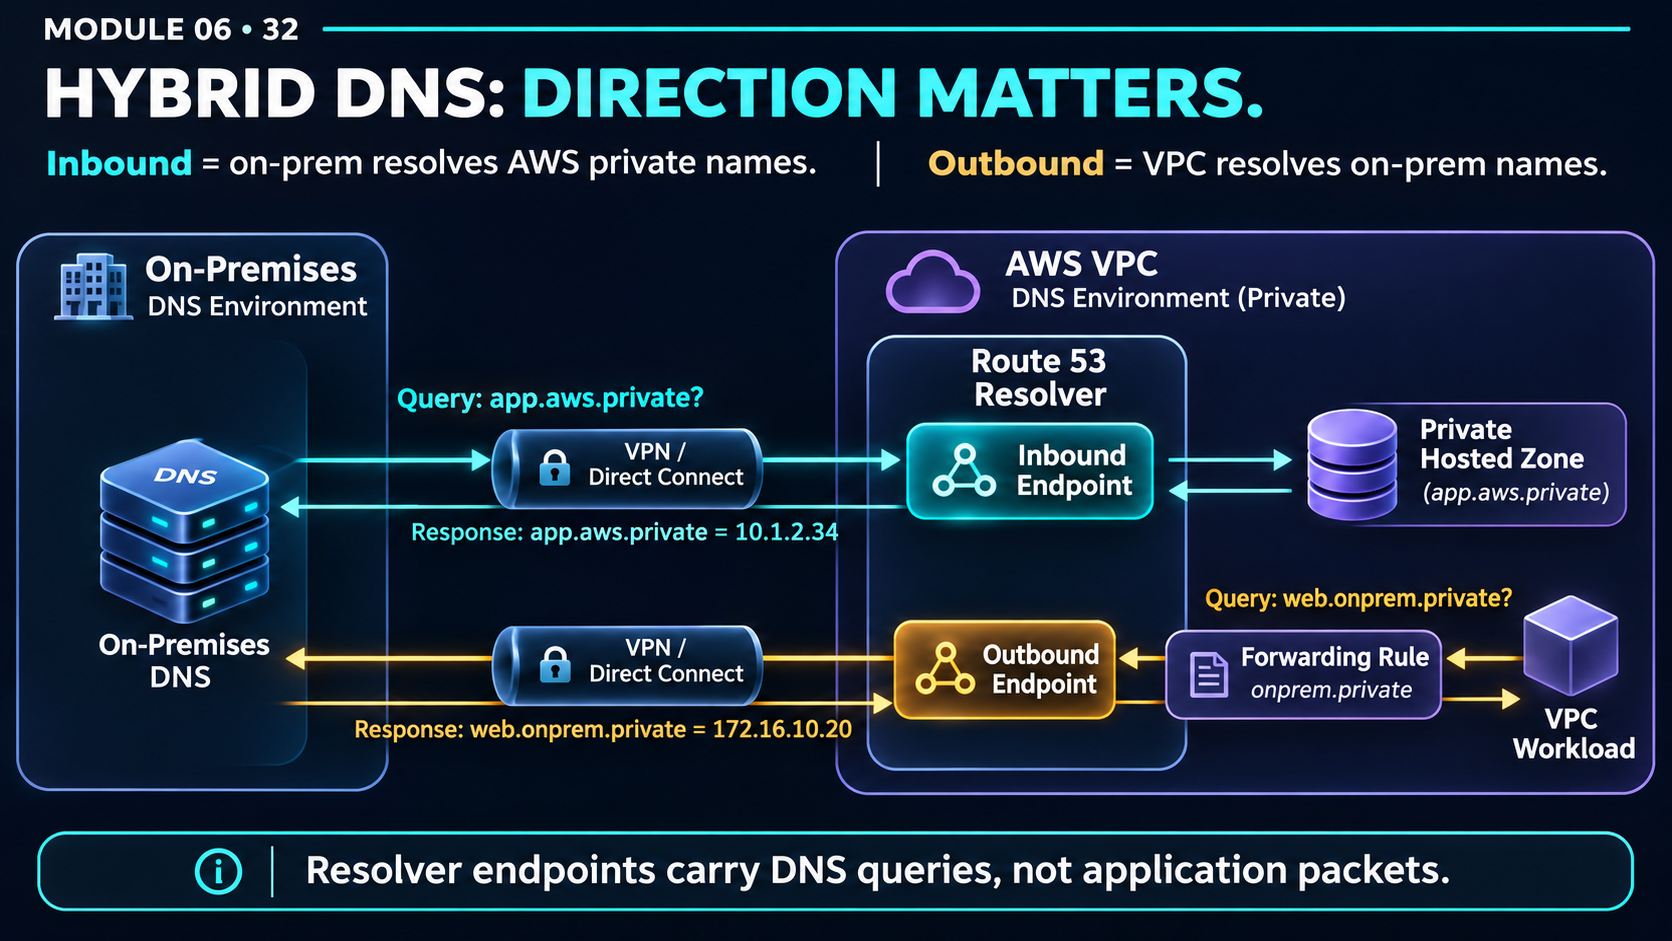 MODULE 06 • 32
HYBRID DNS: DIRECTION MATTERS.
Inbound = on-prem resolves AWS private names.
Outbound = VPC resolves on-prem names.
On-Premises
DNS Environment
AWS VPC
DNS Environment (Private)
Route 53
Resolver
Query: app.aws.private?
VPN /
Direct Connect
Inbound
Endpoint
Private
Hosted Zone
(app.aws.private)
DNS
Response: app.aws.private = 10.1.2.34
Query: web.onprem.private?
On-Premises
DNS
VPN /
Direct Connect
Outbound
Endpoint
Forwarding Rule
onprem.private
Response: web.onprem.private = 172.16.10.20
VPC
Workload
Resolver endpoints carry DNS queries, not application packets.